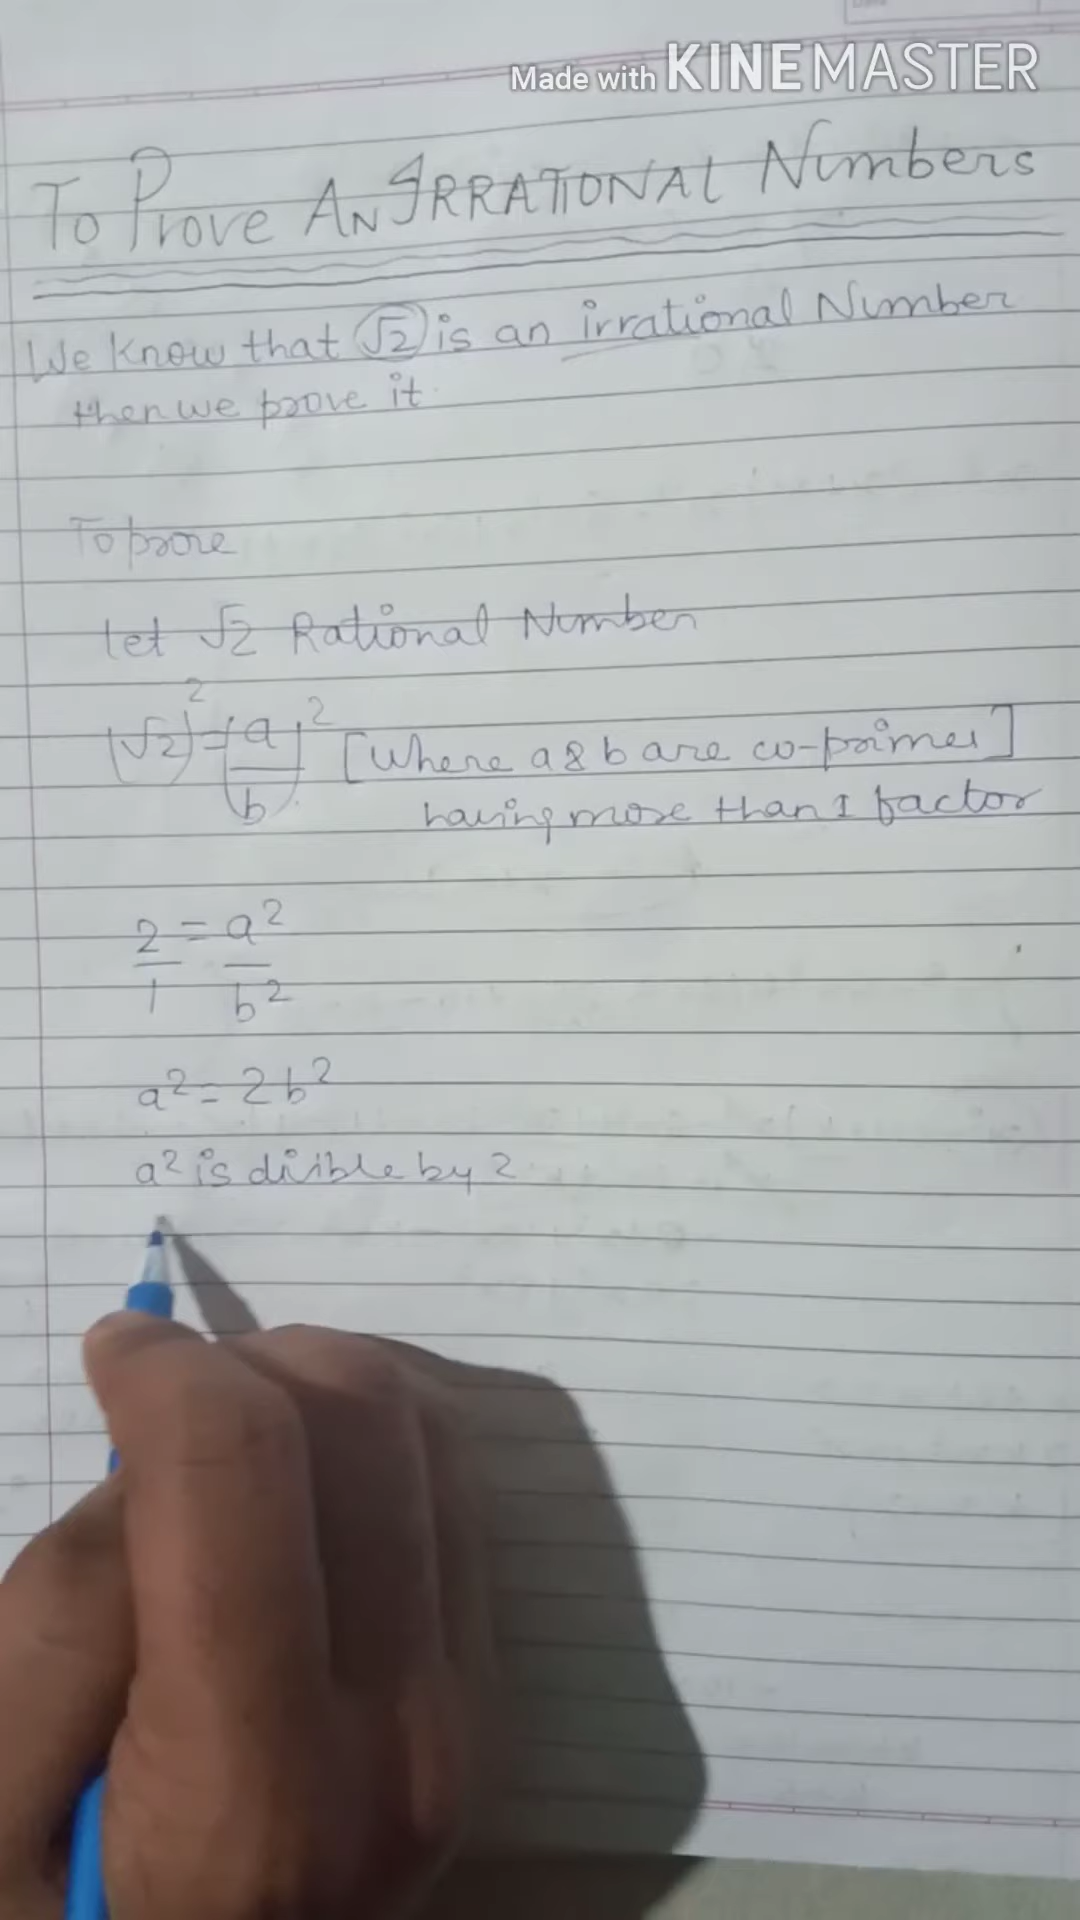 Made with KINEMASTER
To Prove AN IRRATIONAL Numbers
We know that √2 is an irrational Number
then we prove it.
To prove
let √2 Rational Number
(√2)² = (a/b)² [Where a & b are co-primes]
having more than 1 factor
2/1 = a²/b²
a² = 2b²
a² is divible by 2